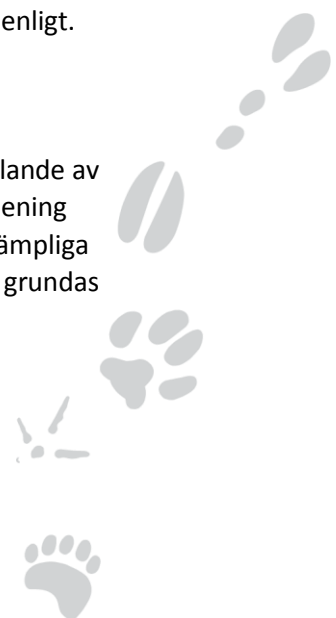 enligt.
lande av
ening
ämpliga
grundas